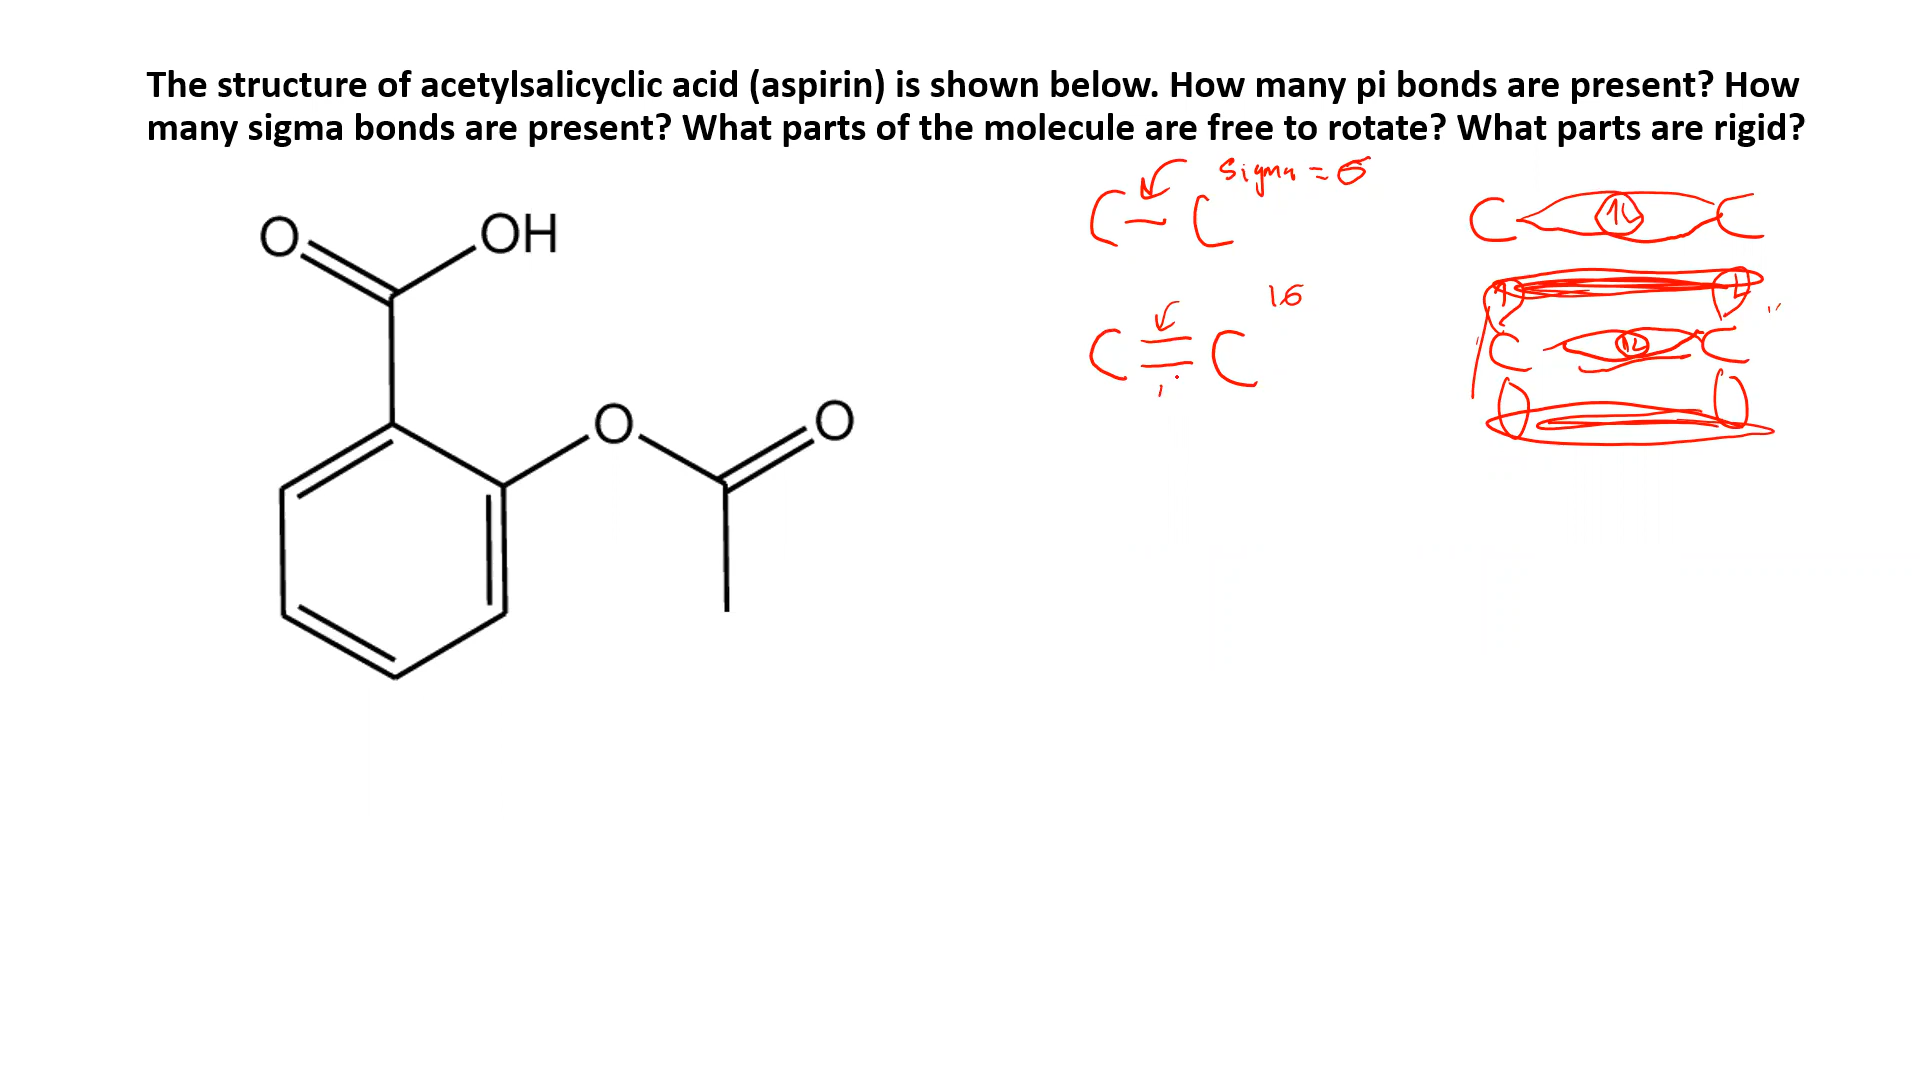 The structure of acetylsalicyclic acid (aspirin) is shown below. How many pi bonds are present? How
many sigma bonds are present? What parts of the molecule are free to rotate? What parts are rigid?
Sigma = σ
C - C
C C
O OH
1σ
C = C
C C
O O